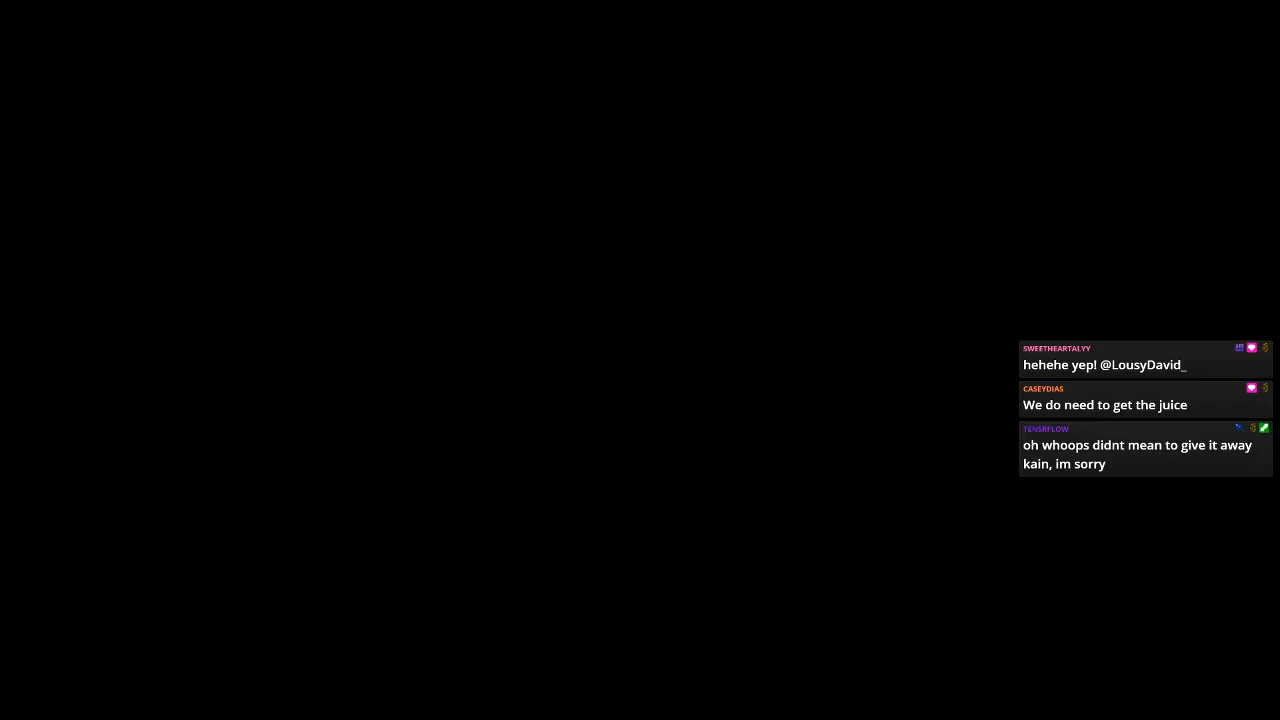 SWEETHEARTALYY
hehehe yep! @LousyDavid_
CASEYDIAS
We do need to get the juice
TENSRFLOW
oh whoops didnt mean to give it away
kain, im sorry